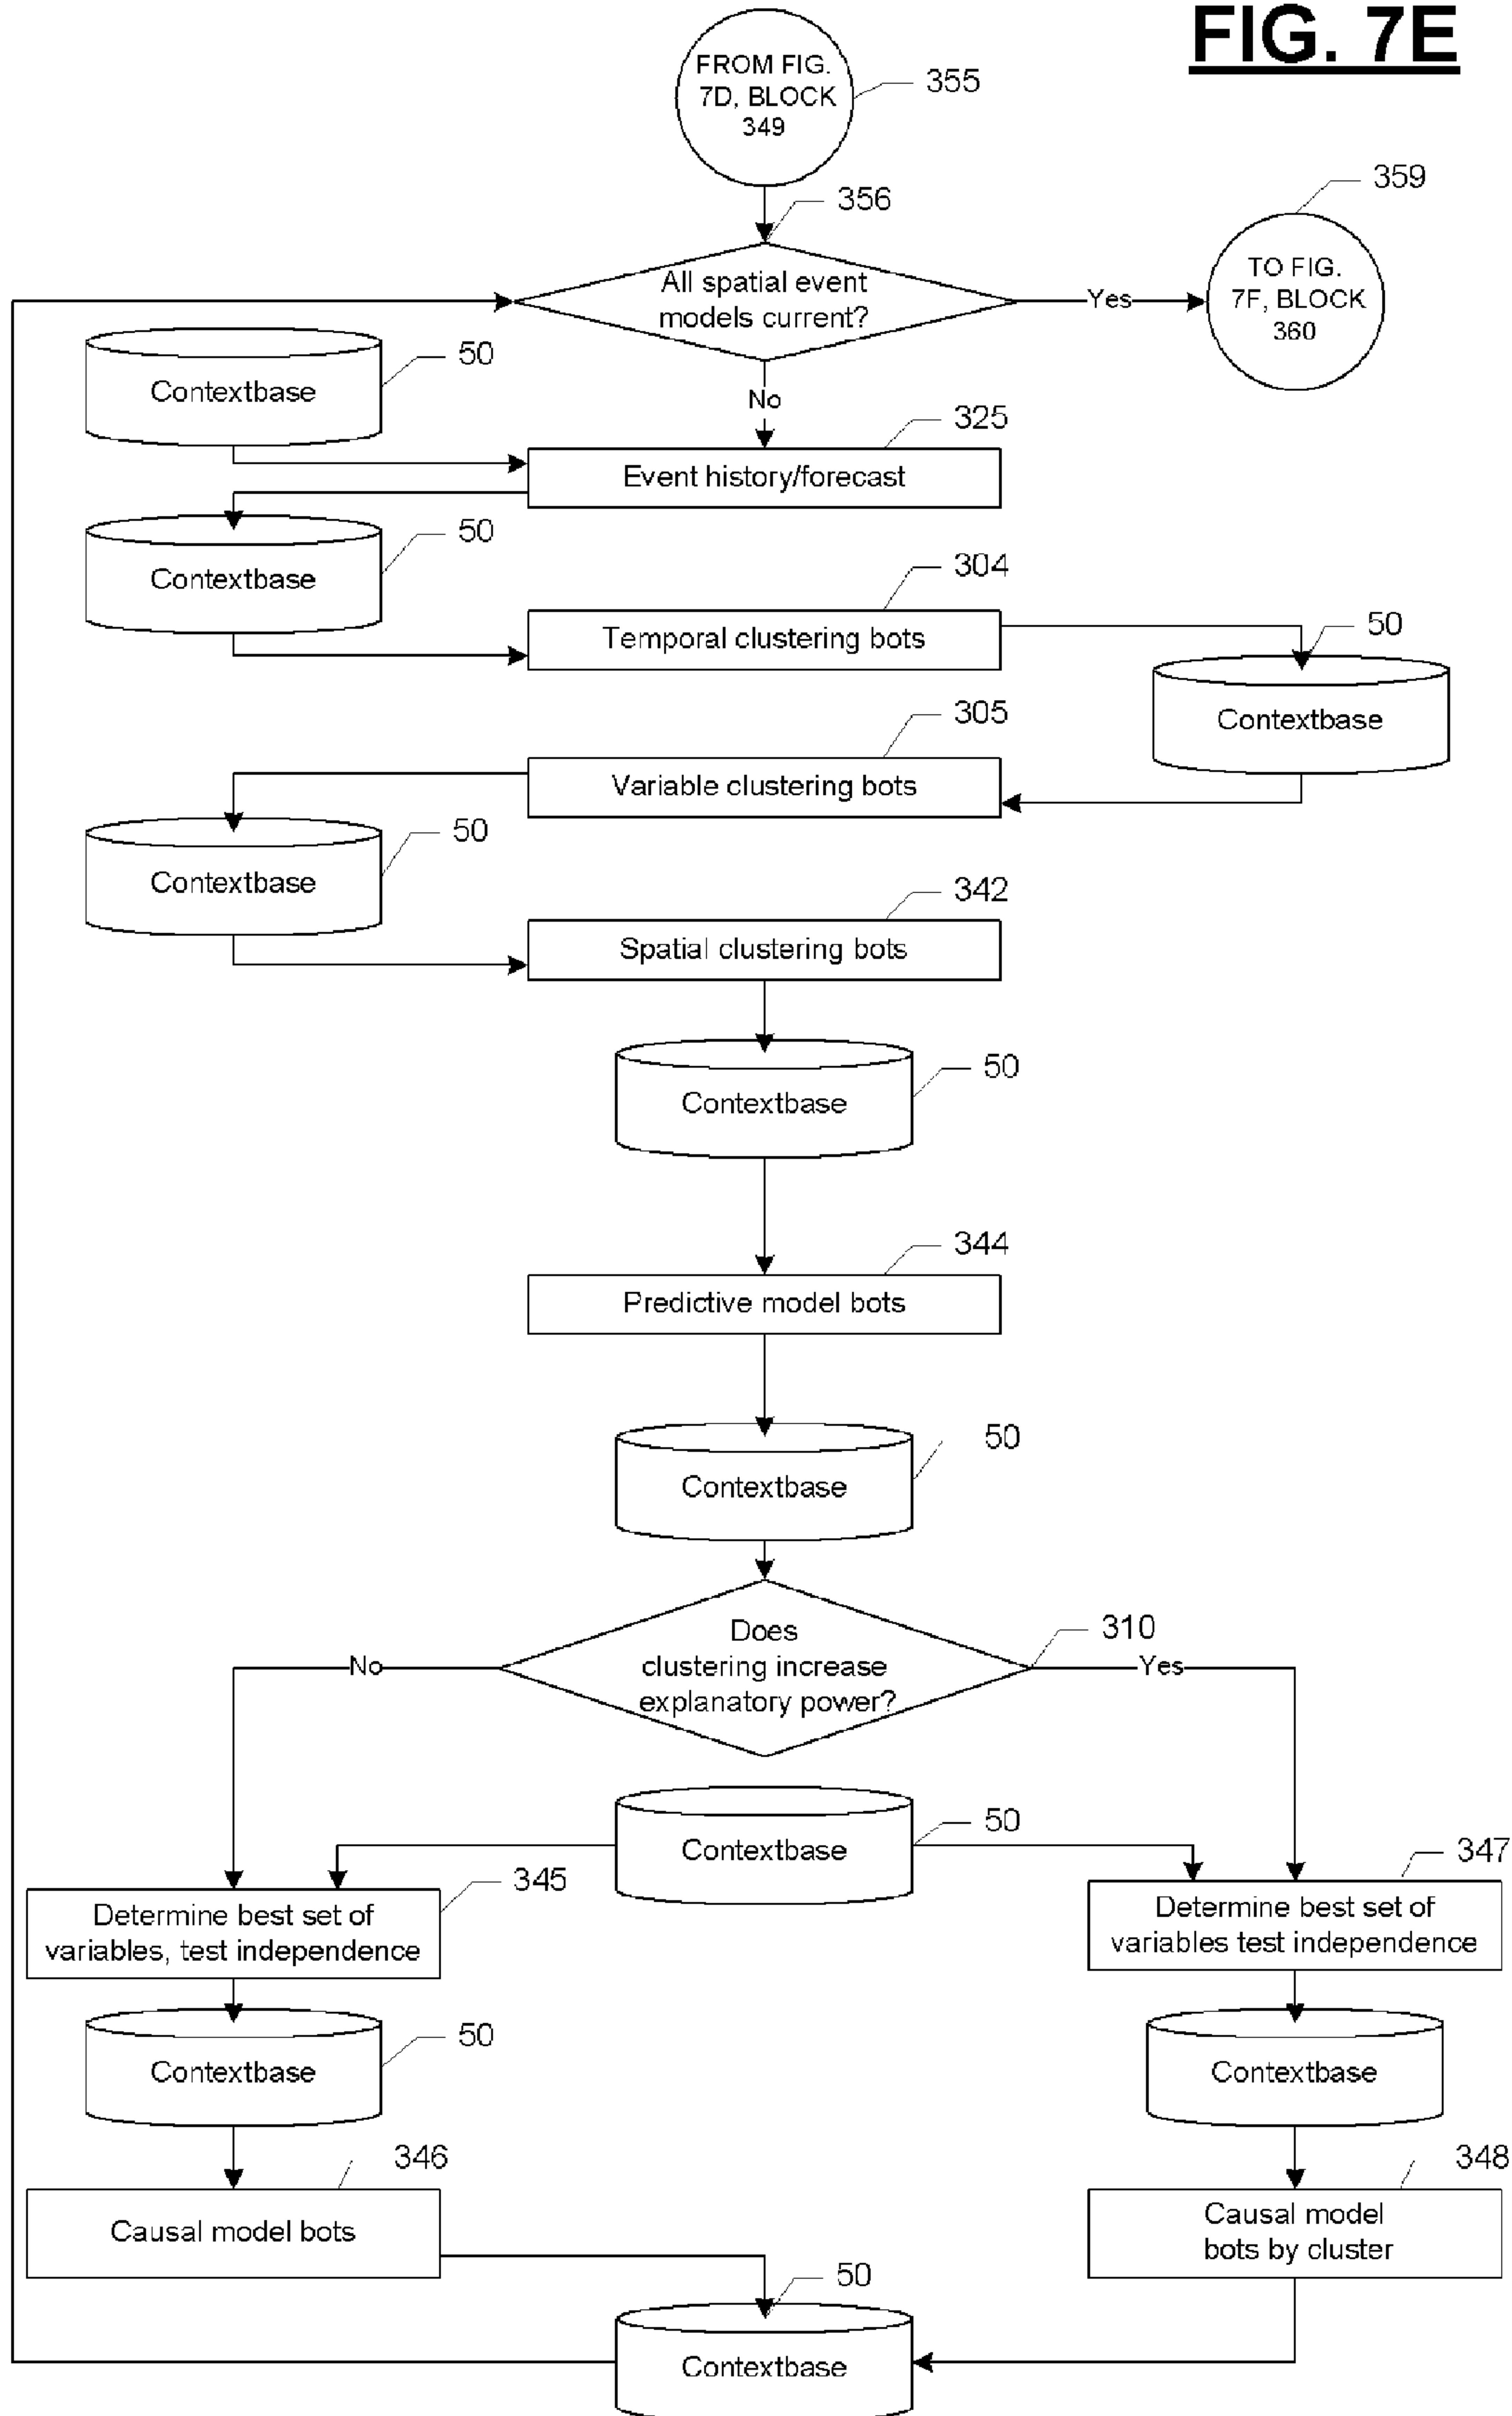 FIG. 7E
FROM FIG.
7D, BLOCK
349
355
356
359
All spatial event
models current?
Yes
TO FIG.
7F, BLOCK
360
50
Contextbase
No
325
Event history/forecast
50
Contextbase
304
Temporal clustering bots
50
Contextbase
305
Variable clustering bots
50
Contextbase
342
Spatial clustering bots
50
Contextbase
344
Predictive model bots
50
Contextbase
310
Does
clustering increase
explanatory power?
No
Yes
50
Contextbase
345
Determine best set of
variables, test independence
347
Determine best set of
variables test independence
50
Contextbase
Contextbase
346
Causal model bots
348
Causal model
bots by cluster
50
Contextbase